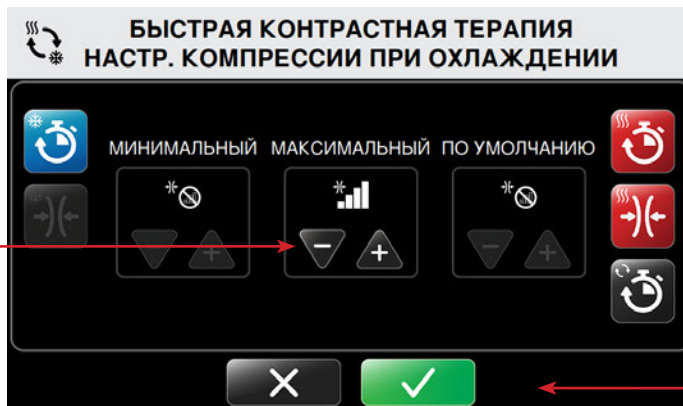 БЫСТРАЯ КОНТРАСТНАЯ ТЕРАПИЯ
НАСТР. КОМПРЕССИИ ПРИ ОХЛАЖДЕНИИ
МИНИМАЛЬНЫЙ МАКСИМАЛЬНЫЙ ПО УМОЛЧАНИЮ